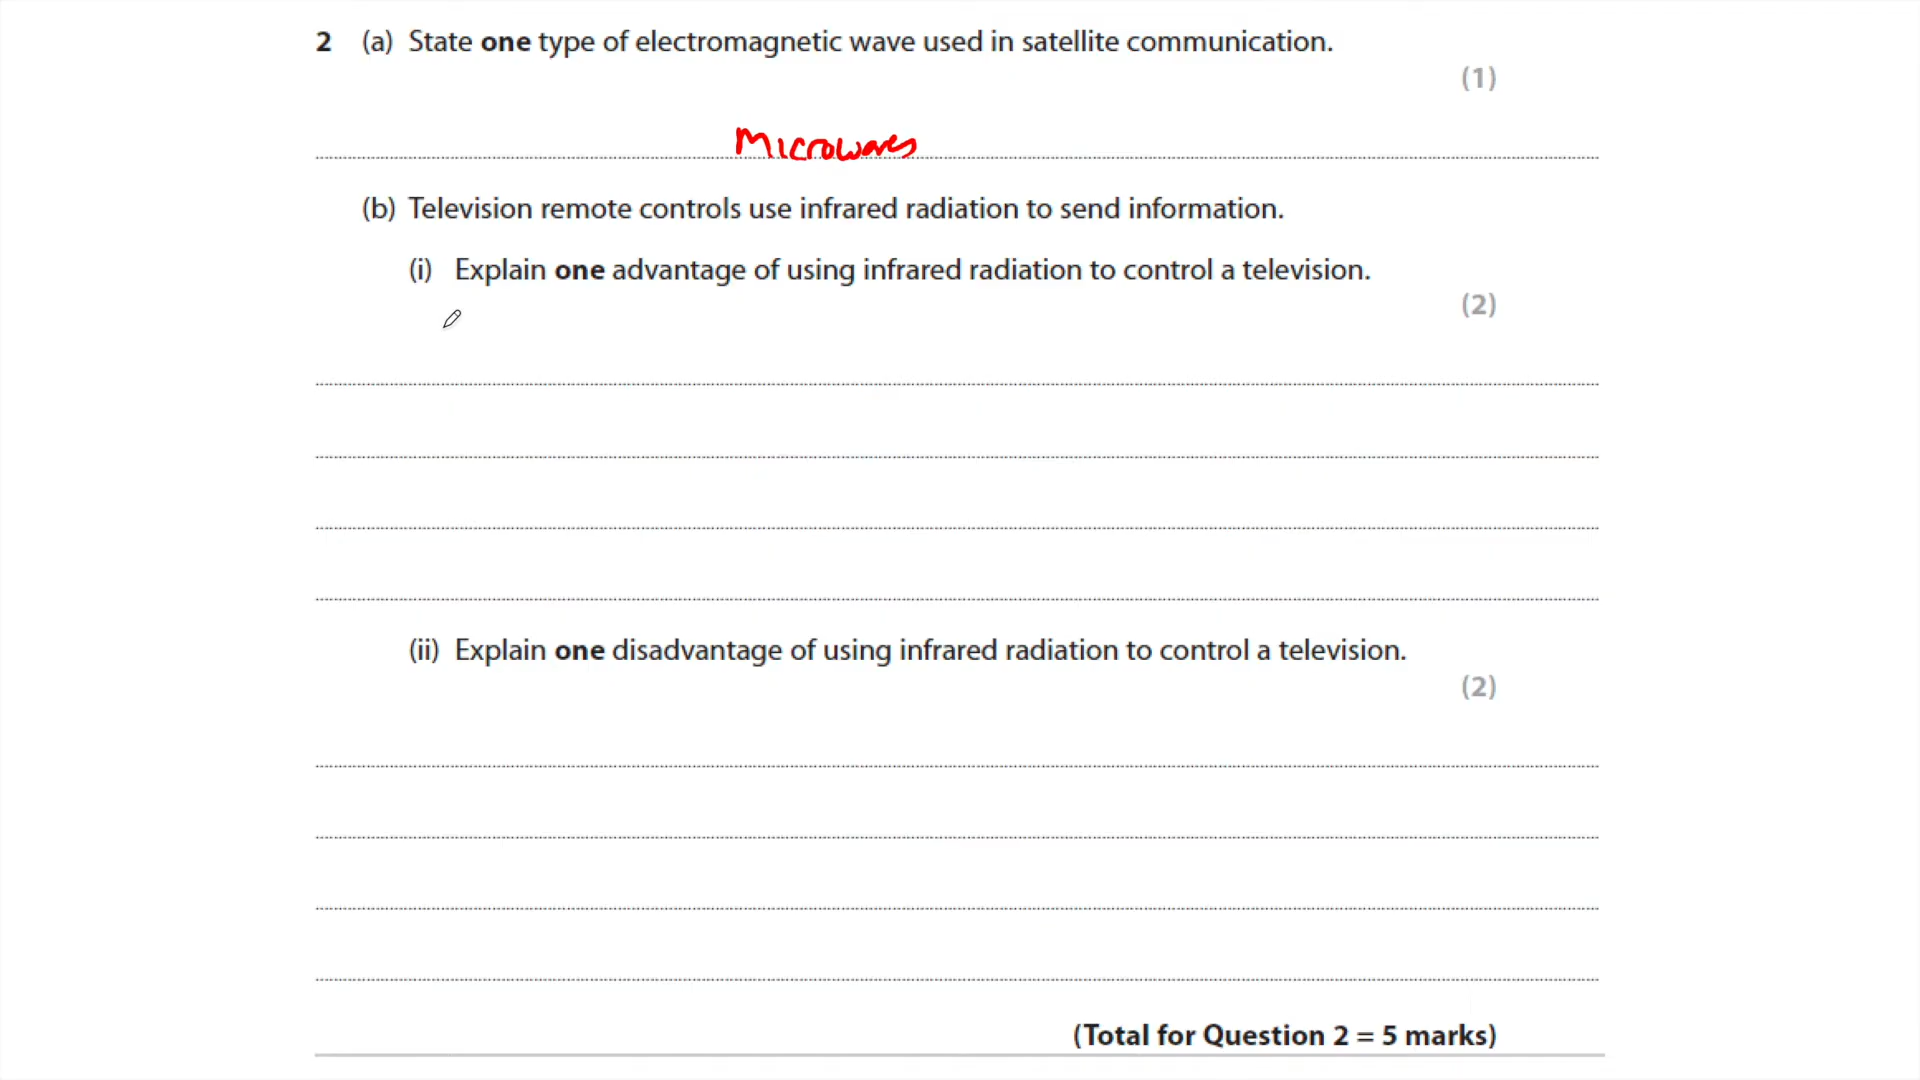 2 (a) State one type of electromagnetic wave used in satellite communication.
(1)
Microwaves
(b) Television remote controls use infrared radiation to send information.
(i) Explain one advantage of using infrared radiation to control a television.
(2)
(ii) Explain one disadvantage of using infrared radiation to control a television.
(2)
(Total for Question 2 = 5 marks)